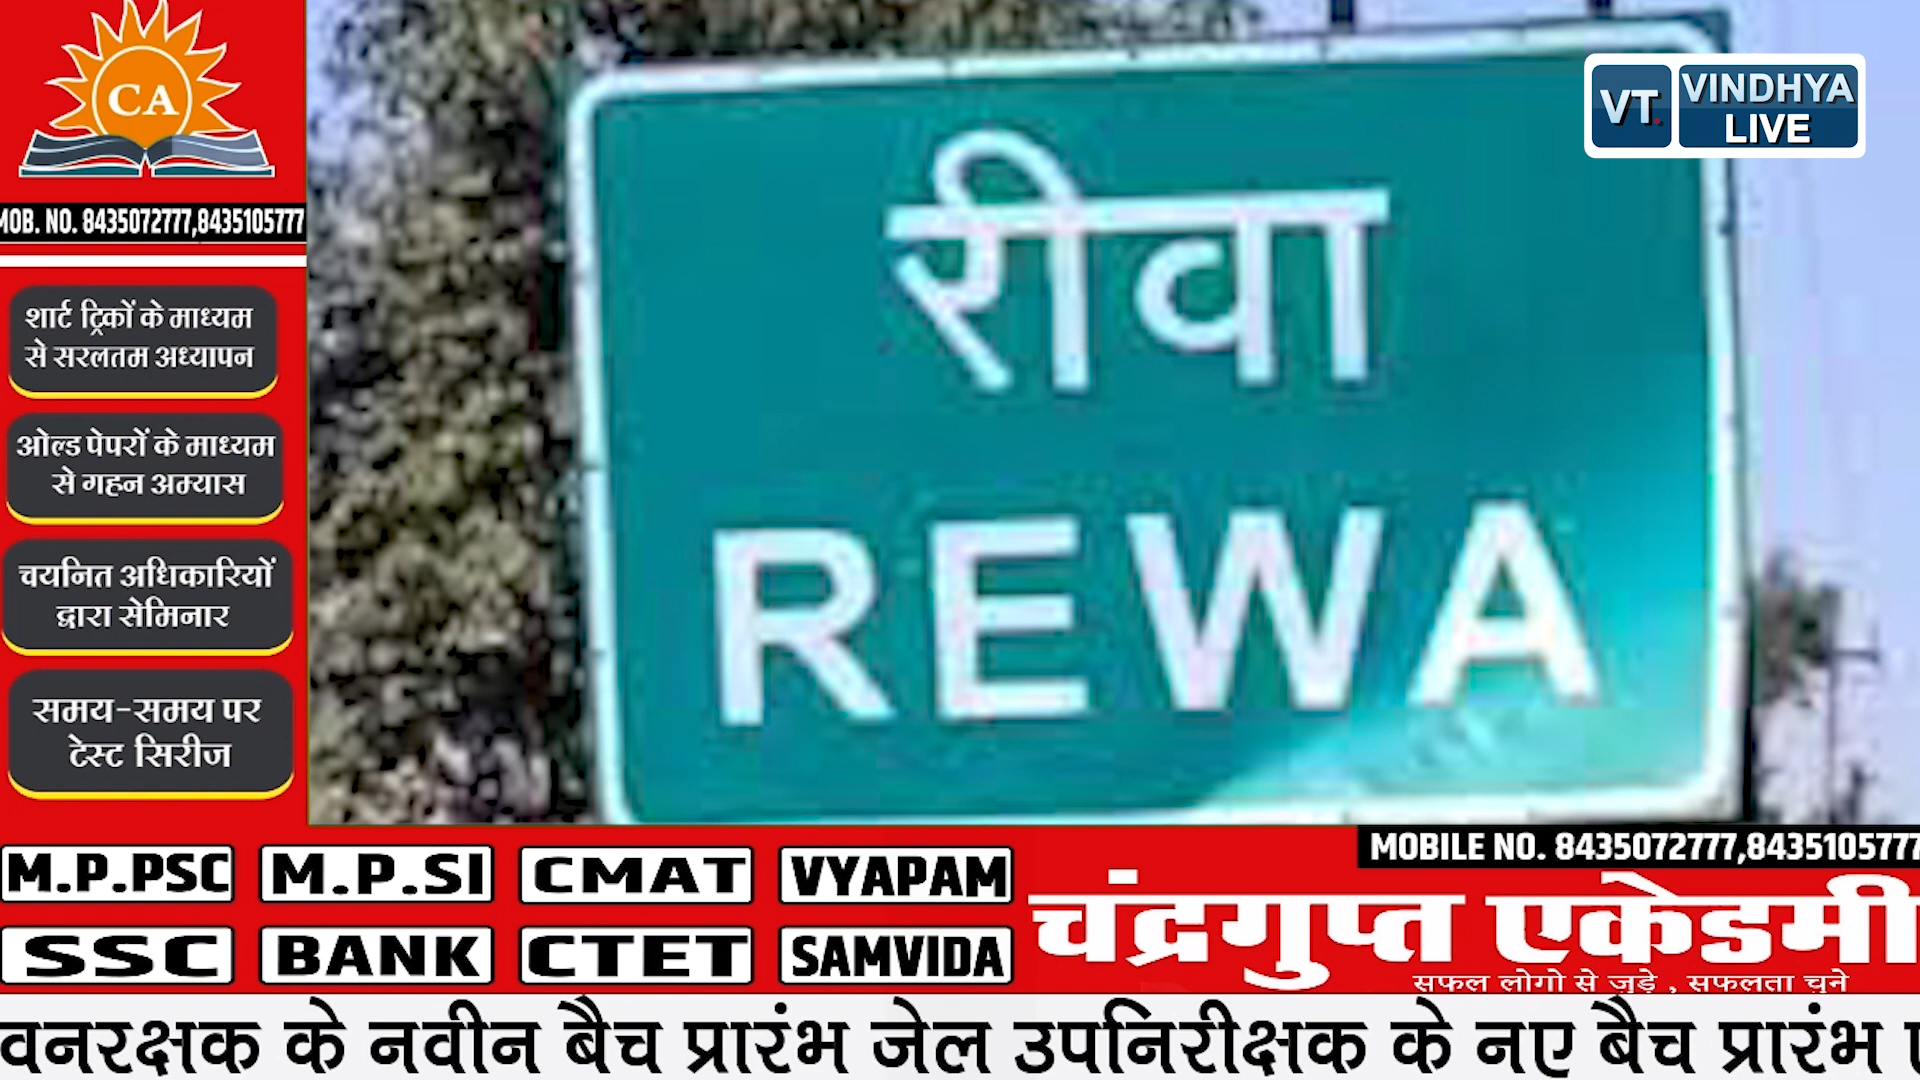 CA
MOB. NO. 8435072777,8435105777
शार्ट ट्रिकों के माध्यम
से सरलतम अध्यापन
ओल्ड पेपरों के माध्यम
से गहन अभ्यास
चयनित अधिकारियों
द्वारा सेमिनार
समय-समय पर
टेस्ट सिरीज
रीवा
REWA
VT.
VINDHYA
LIVE
M.P.PSC
M.P.SI
CMAT
VYAPAM
SSC
BANK
CTET
SAMVIDA
MOBILE NO. 8435072777,8435105777
चंद्रगुप्त एकेडमी
सफल लोगो से जुड़े , सफलता चुने
वनरक्षक के नवीन बैच प्रारंभ जेल उपनिरीक्षक के नए बैच प्रारंभ